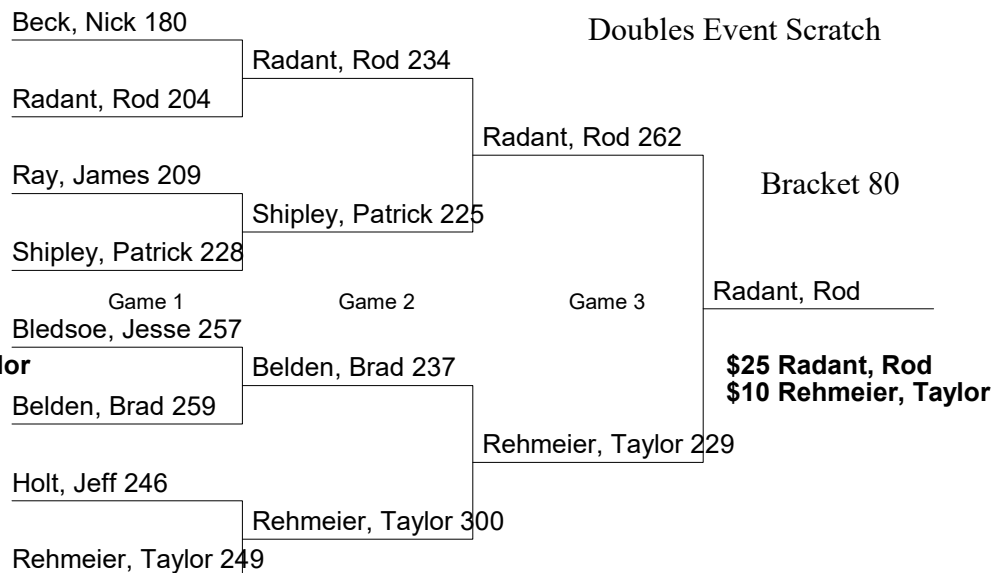 Beck, Nick 180
Doubles Event Scratch
Radant, Rod 234
Radant, Rod 204
Radant, Rod 262
Ray, James 209
Bracket 80
Shipley, Patrick 225
Shipley, Patrick 228
Game 1
Game 2
Game 3
Radant, Rod
Bledsoe, Jesse 257
Belden, Brad 237
$25 Radant, Rod
$10 Rehmeier, Taylor
Belden, Brad 259
Rehmeier, Taylor 229
Holt, Jeff 246
Rehmeier, Taylor 300
Rehmeier, Taylor 249